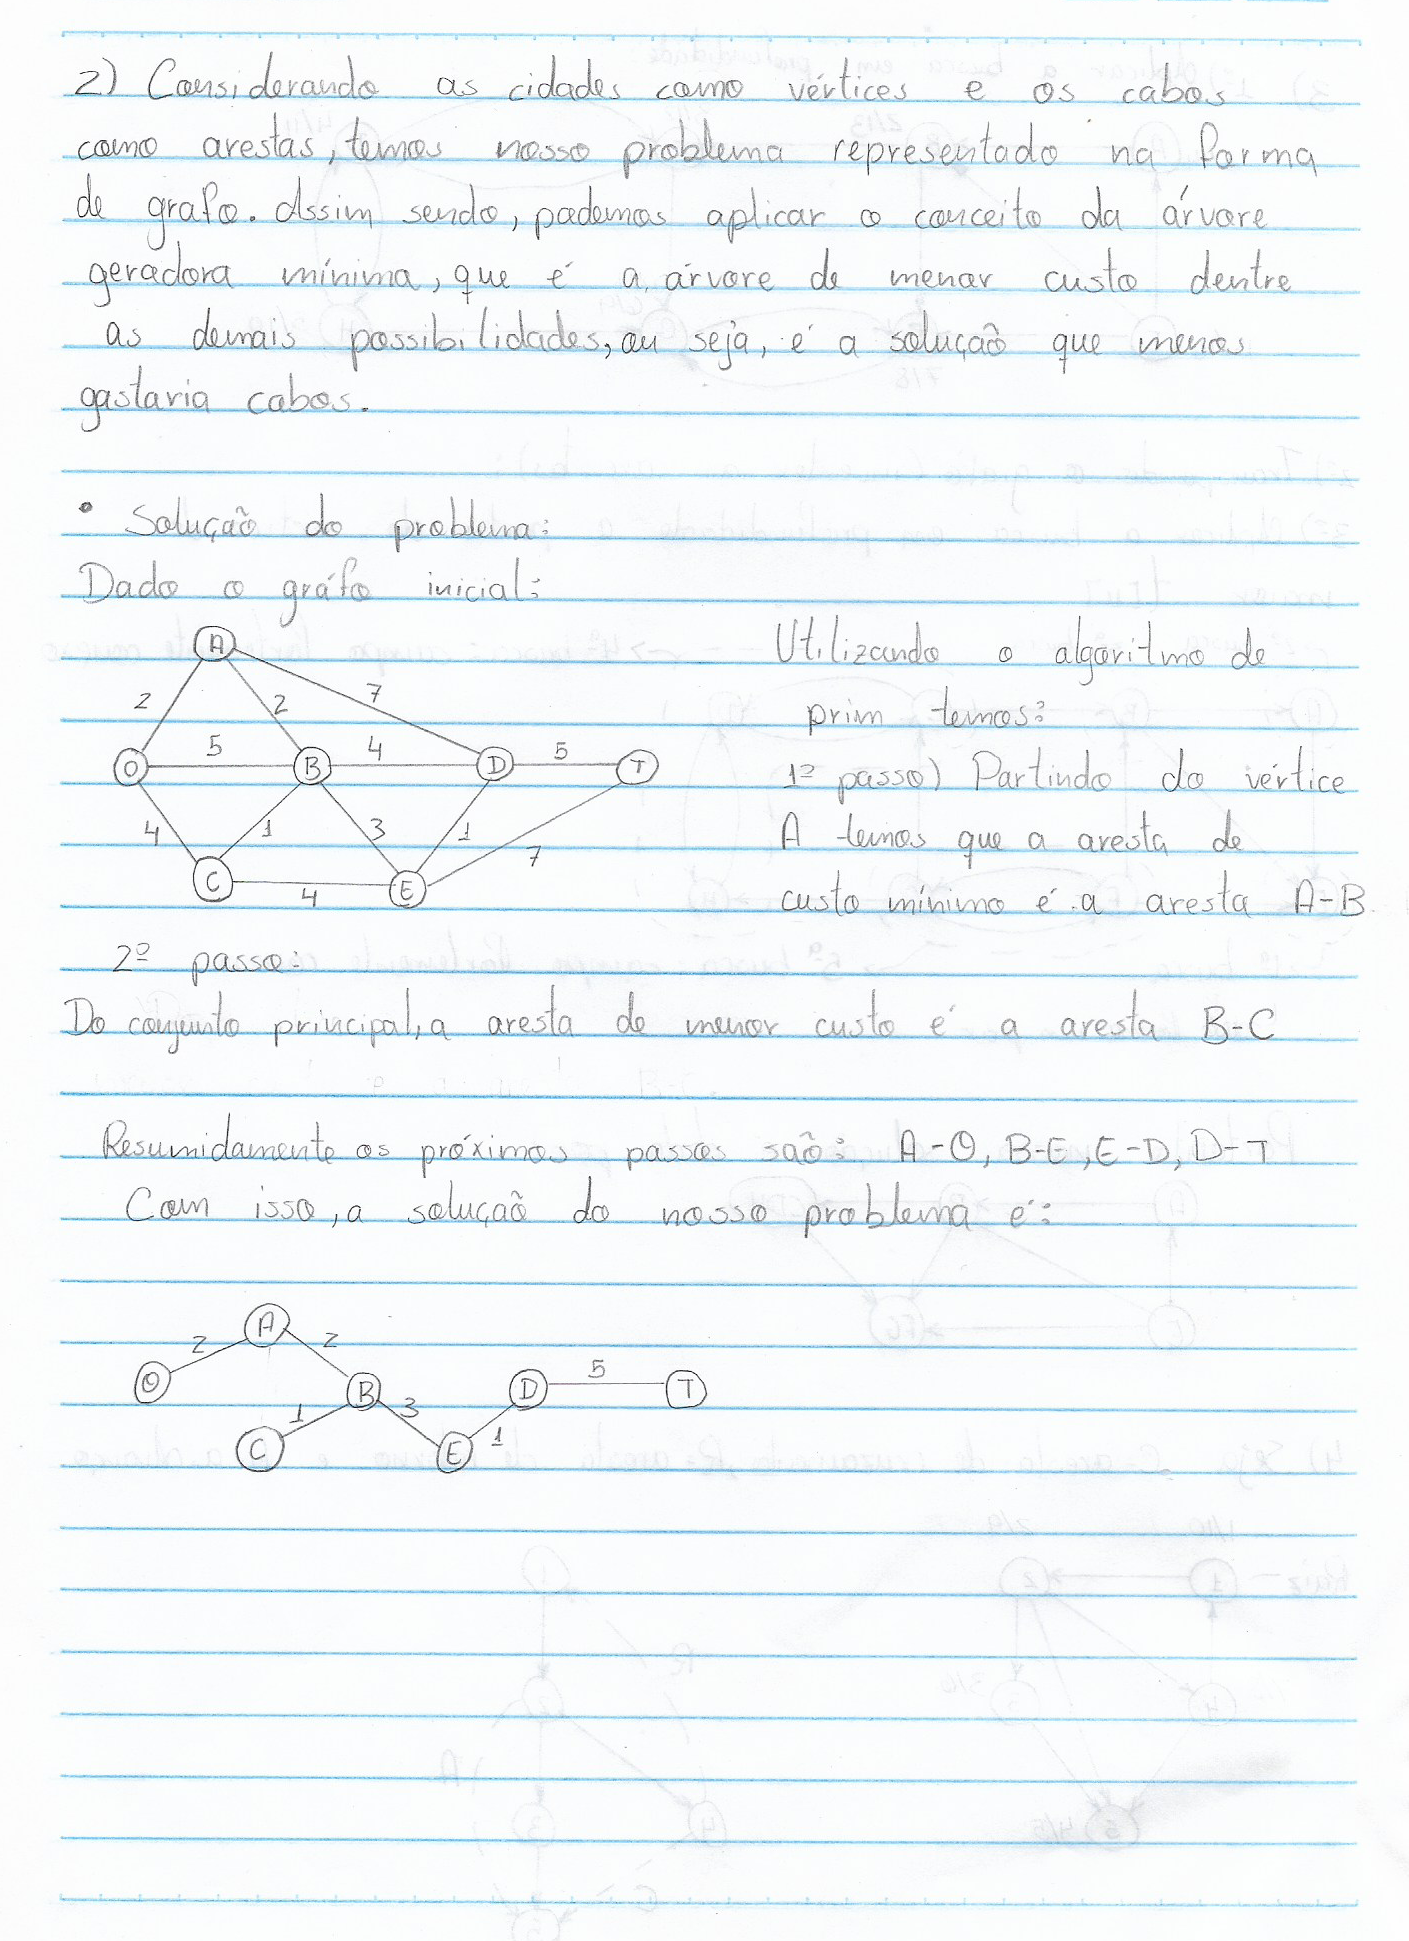 2) Considerando as cidades como vértices e os cabos
como arestas, temos nosso problema representado na forma
de grafo. Assim sendo, podemos aplicar o conceito da árvore
geradora mínima, que é a árvore de menor custo dentre
as demais possibilidades, ou seja, é a solução que menos
gastaria cabos.
• Solução do problema:
Dado o gráfo inicial:
A
2 2 7
5 4 5
O B D T
4 1 3 1 7
C E
4
Utilizando o algoritmo de
prim temos:
1º passo) Partindo do vértice
A temos que a aresta de
custo mínimo é a aresta A-B
2º passo:
Do conjunto principal, a aresta de menor custo é a aresta B-C
Resumidamente os próximos passos são: A-O, B-E, E-D, D-T
Com isso, a solução do nosso problema é:
A
2 2
O B D 5 T
1 3 1
C E